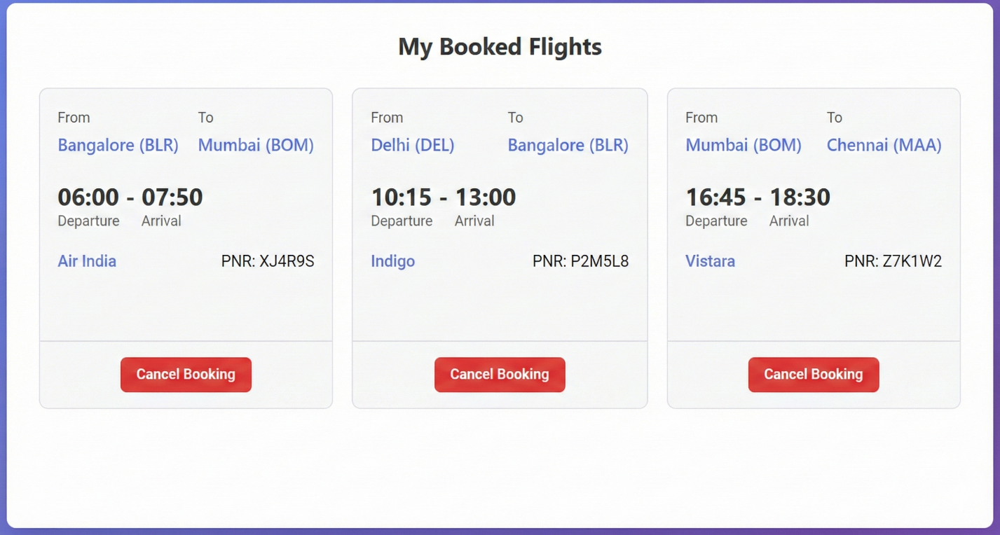 My Booked Flights
From To
Bangalore (BLR) Mumbai (BOM)
06:00 - 07:50
Departure Arrival
Air India PNR: XJ4R9S
Cancel Booking
From To
Delhi (DEL) Bangalore (BLR)
10:15 - 13:00
Departure Arrival
Indigo PNR: P2M5L8
Cancel Booking
From To
Mumbai (BOM) Chennai (MAA)
16:45 - 18:30
Departure Arrival
Vistara PNR: Z7K1W2
Cancel Booking